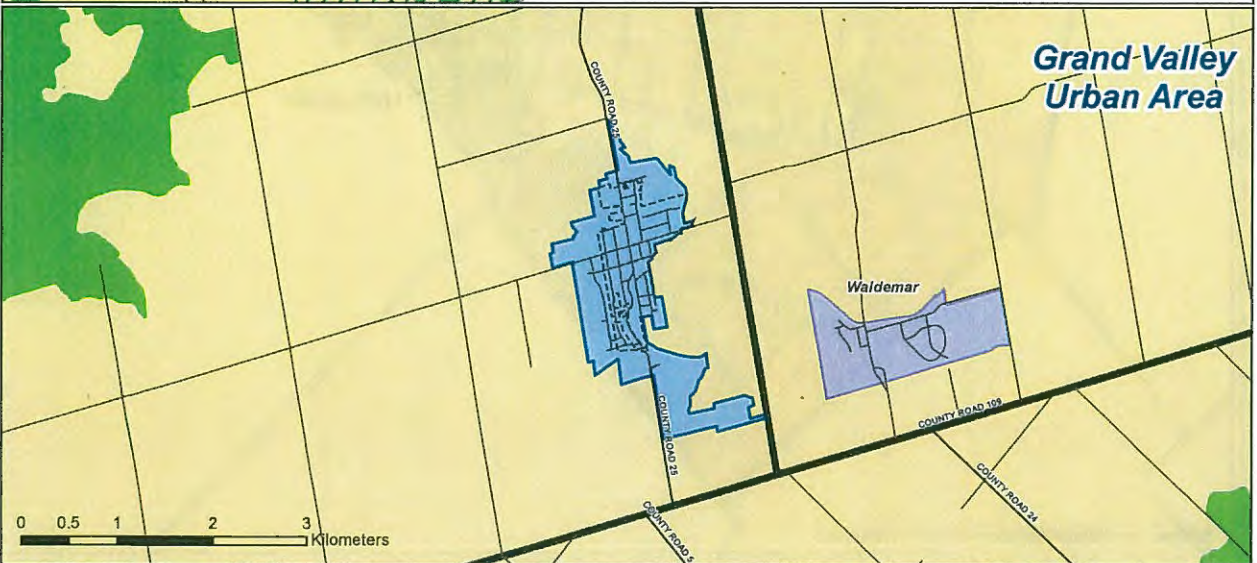 Grand Valley
Urban Area
COUNTY ROAD 25
Waldemar
COUNTY ROAD 109
COUNTY ROAD 25
COUNTY ROAD 24
COUNTY ROAD 5
0 0.5 1 2 3
Kilometers